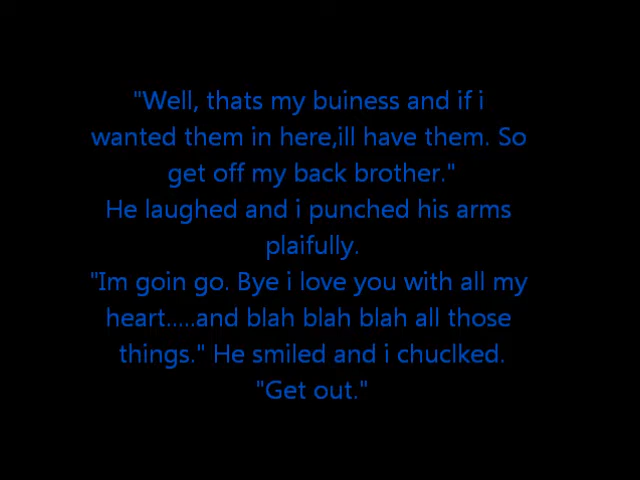 "Well, thats my buiness and if i
wanted them in here,ill have them. So
get off my back brother."
He laughed and i punched his arms
plaifully.
"Im goin go. Bye i love you with all my
heart.....and blah blah blah all those
things." He smiled and i chuclked.
"Get out."